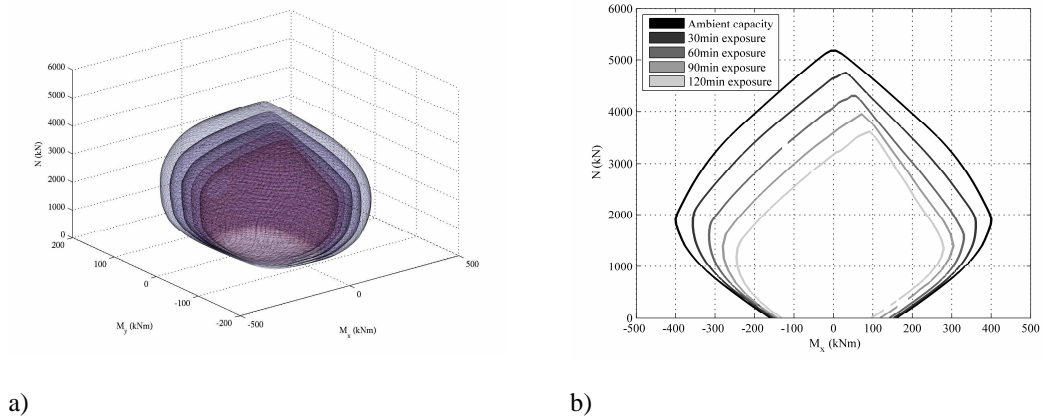 6000
5000
4000
3000
2000
1000
0
N (kN)
200
100
0
-100
-200
M_y (kNm)
-500
0
500
M_x (kNm)
a)
6000
5000
4000
3000
2000
1000
0
N (kN)
Ambient capacity
30min exposure
60min exposure
90min exposure
120min exposure
-500 -400 -300 -200 -100 0 100 200 300 400 500
M_x (kNm)
b)